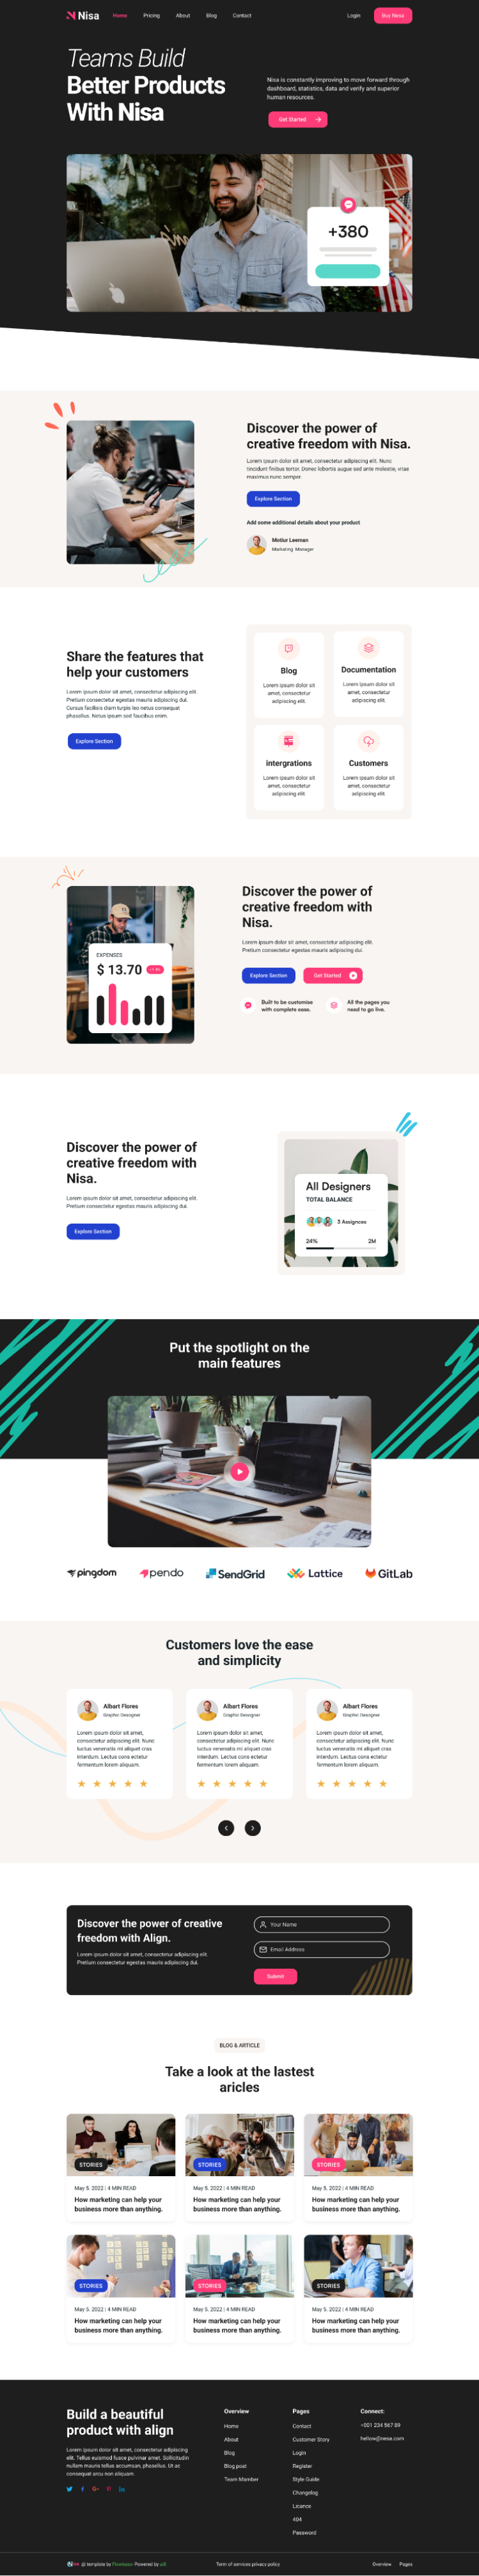 Nisa
Home
Pricing
About
Blog
Contact
Login
Buy Nesa
Teams Build
Better Products
With Nisa
Nisa is constantly improving to move forward through
dashboard, statistics, data and verify and superior
human resources.
Get Started
+380
Discover the power of
creative freedom with Nisa.
Lorem ipsum dolor sit amet, consectetur adipiscing elit. Nunc
tincidunt finibus tortor. Donec lobortis augue sed ante molestie, vitae
maximus nunc semper.
Explore Section
Add some additional details about your product
Motiur Leeman
Marketing Manager
Share the features that
help your customers
Lorem ipsum dolor sit amet, consectetur adipiscing elit.
Pretium consectetur egestas mauris adipiscing dui.
Cursus facilisis diam turpis leo netus consequat
phasellus. Netus ipsum sed faucibus enim.
Explore Section
Blog
Lorem ipsum dolor sit
amet, consectetur
adipiscing elit.
Documentation
Lorem ipsum dolor sit
amet, consectetur
adipiscing elit.
intergrations
Lorem ipsum dolor sit
amet, consectetur
adipiscing elit.
Customers
Lorem ipsum dolor sit
amet, consectetur
adipiscing elit.
EXPENSES
$ 13.70
Discover the power of
creative freedom with
Nisa.
Lorem ipsum dolor sit amet, consectetur adipiscing elit.
Pretium consectetur egestas mauris adipiscing dui.
Explore Section
Get Started
Built to be customise
with complete ease.
All the pages you
need to go live.
Discover the power of
creative freedom with
Nisa.
Lorem ipsum dolor sit amet, consectetur adipiscing elit.
Pretium consectetur egestas mauris adipiscing dui.
Explore Section
All Designers
TOTAL BALANCE
3 Assignces
24%
2M
Put the spotlight on the
main features
pingdom
pendo
SendGrid
Lattice
GitLab
Customers love the ease
and simplicity
Albart Flores
Graphic Designer
Lorem ipsum dolor sit amet,
consectetur adipiscing elit. Nunc
luctus venenatis mi aliquet cras
interdum. Lectus cons ectetur
fermentum lorem aliquam.
Albart Flores
Graphic Designer
Lorem ipsum dolor sit amet,
consectetur adipiscing elit. Nunc
luctus venenatis mi aliquet cras
interdum. Lectus cons ectetur
fermentum lorem aliquam.
Albart Flores
Graphic Designer
Lorem ipsum dolor sit amet,
consectetur adipiscing elit. Nunc
luctus venenatis mi aliquet cras
interdum. Lectus cons ectetur
fermentum lorem aliquam.
Discover the power of creative
freedom with Align.
Lorem ipsum dolor sit amet, consectetur adipiscing elit.
Pretium consectetur egestas mauris adipiscing dui.
Your Name
Email Address
Submit
BLOG & ARTICLE
Take a look at the lastest
aricles
STORIES
May 5. 2022 | 4 MIN READ
How marketing can help your
business more than anything.
STORIES
May 5. 2022 | 4 MIN READ
How marketing can help your
business more than anything.
STORIES
May 5. 2022 | 4 MIN READ
How marketing can help your
business more than anything.
STORIES
May 5. 2022 | 4 MIN READ
How marketing can help your
business more than anything.
STORIES
May 5. 2022 | 4 MIN READ
How marketing can help your
business more than anything.
STORIES
May 5. 2022 | 4 MIN READ
How marketing can help your
business more than anything.
Build a beautiful
product with align
Lorem ipsum dolor sit amet, consectetur adipiscing
elit. Tellus euismod fusce pulvinar amet. Sollicitudin
nullam mauris tellus accumsan, phasellus. Ut ac
consequat arcu non aliquam.
Overview
Home
About
Blog
Blog post
Team Member
Pages
Contact
Customer Story
Login
Register
Style Guide
Changelog
Licance
404
Password
Connect:
+001 234 567 89
hellow@nesa.com
@ template by Flowbase Powered by
Term of services privacy policy
Overview
Pages